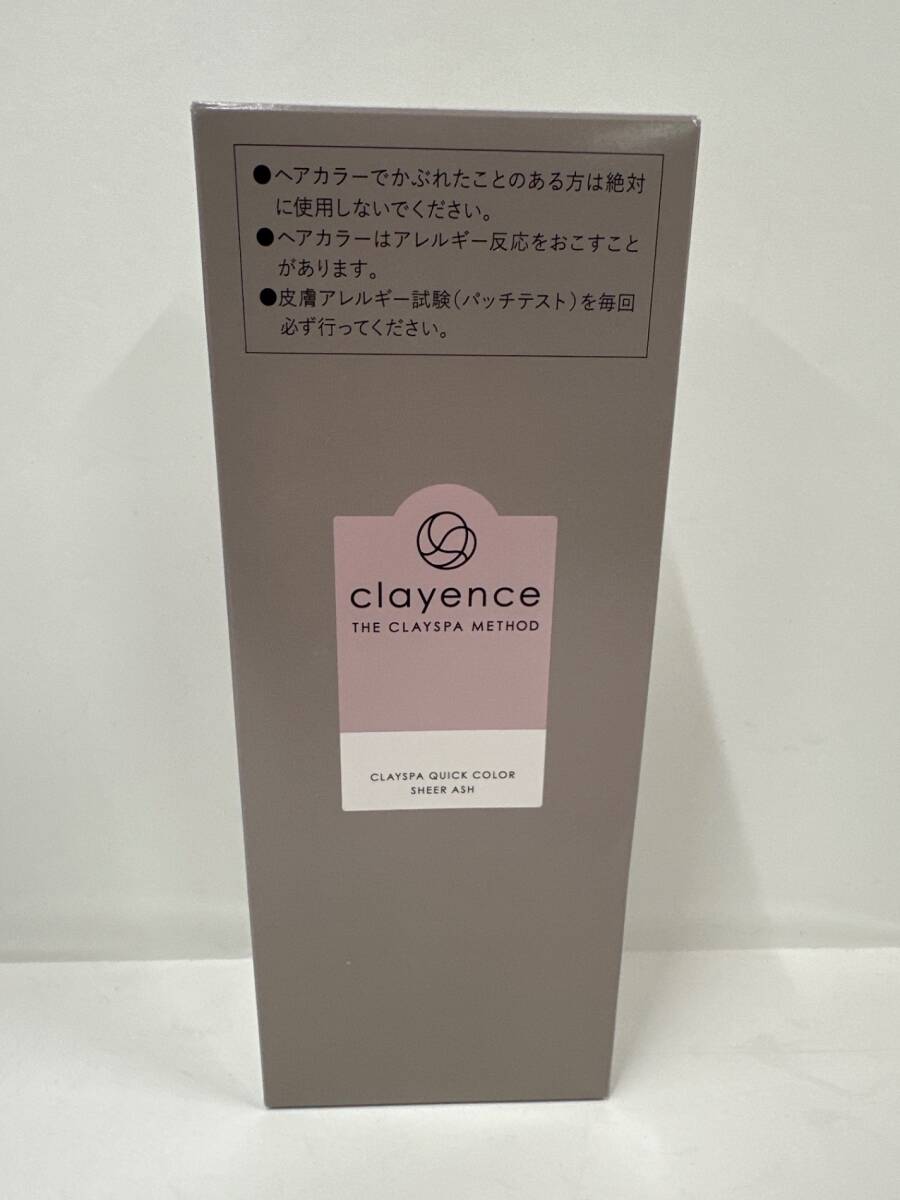 ●ヘアカラーでかぶれたことのある方は絶対
に使用しないでください。
●ヘアカラーはアレルギー反応をおこすこと
があります。
●皮膚アレルギー試験(パッチテスト)を毎回
必ず行ってください。
clayence
THE CLAYSPA METHOD
CLAYSPA QUICK COLOR
SHEER ASH